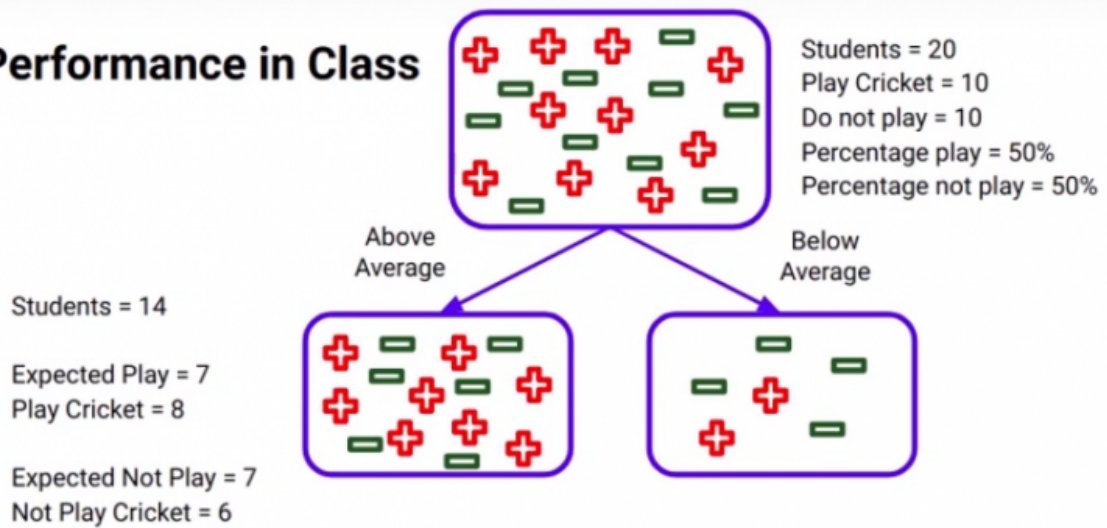 Performance in Class
Students = 20
Play Cricket = 10
Do not play = 10
Percentage play = 50%
Percentage not play = 50%
Above
Average
Below
Average
Students = 14
Expected Play = 7
Play Cricket = 8
Expected Not Play = 7
Not Play Cricket = 6